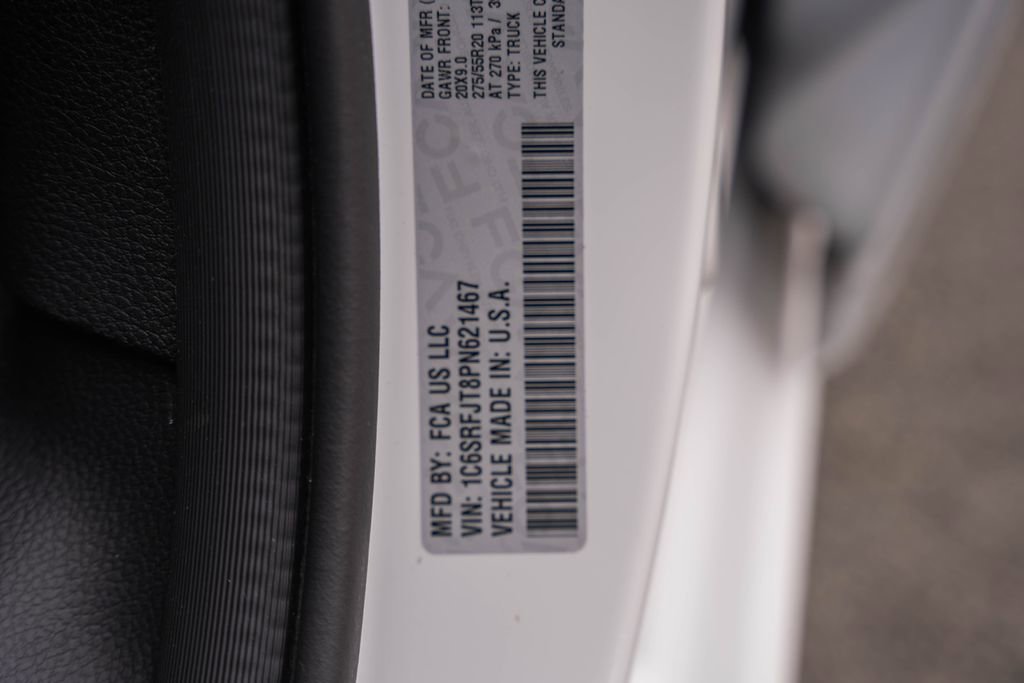 MFD BY: FCA US LLC
VIN: 1C6SRFJT8PN621467
VEHICLE MADE IN: U.S.A.
DATE OF MFR (
GAWR FRONT:
20X9.0
275/55R20 113T
AT 270 kPa / 39
TYPE: TRUCK
THIS VEHICLE C
STANDA